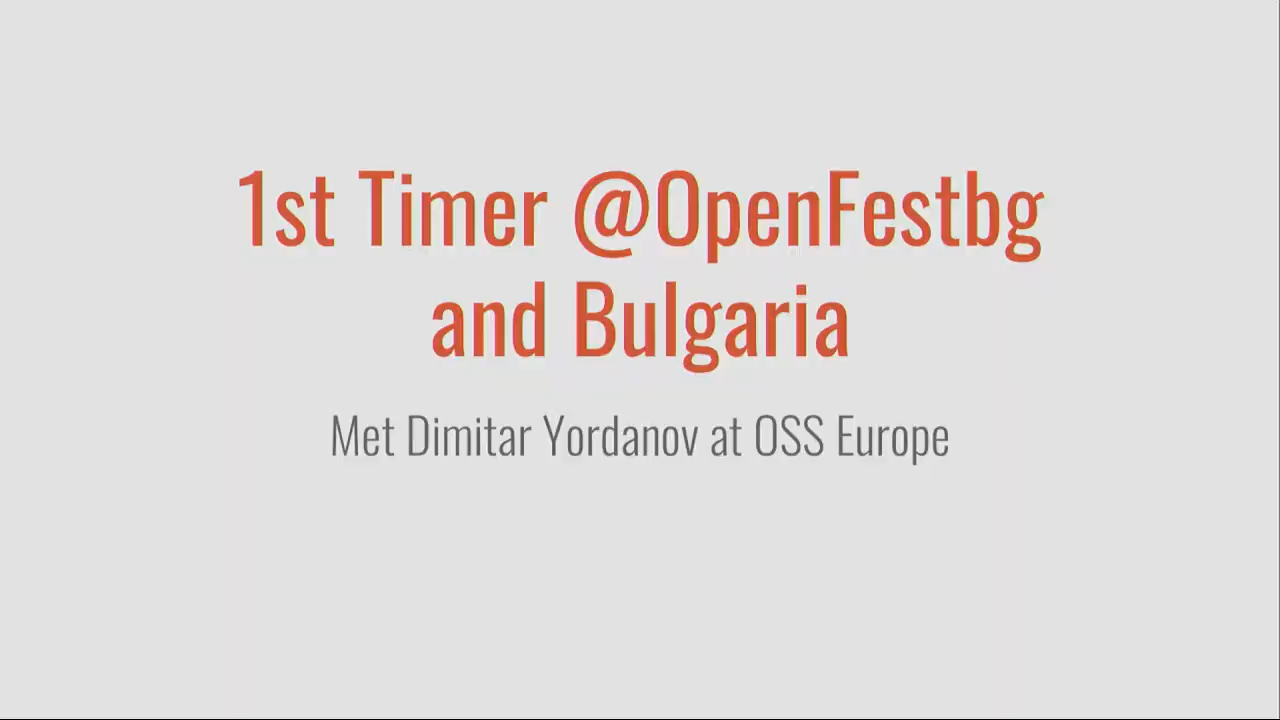 1st Timer @OpenFestbg
and Bulgaria
Met Dimitar Yordanov at OSS Europe